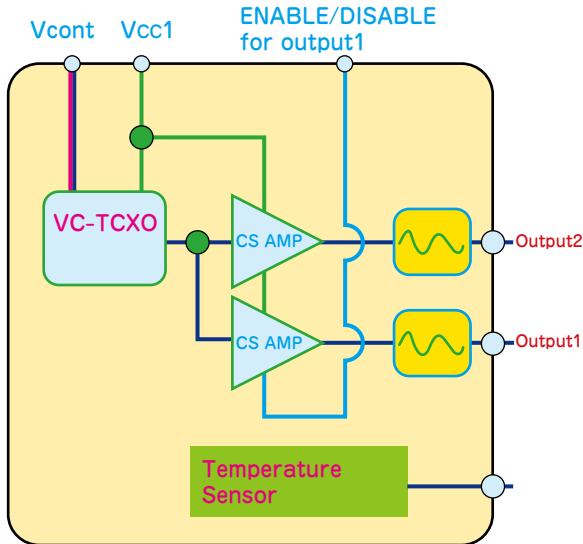 Vcont
Vcc1
ENABLE/DISABLE
for output1
VC-TCXO
CS AMP
Output2
CS AMP
Output1
Temperature
Sensor